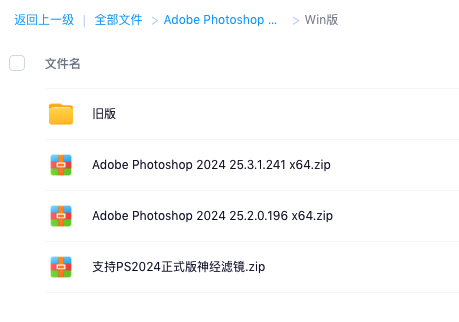 返回上一级 | 全部文件 > Adobe Photoshop ... > Win版
文件名
旧版
Adobe Photoshop 2024 25.3.1.241 x64.zip
Adobe Photoshop 2024 25.2.0.196 x64.zip
支持PS2024正式版神经滤镜.zip